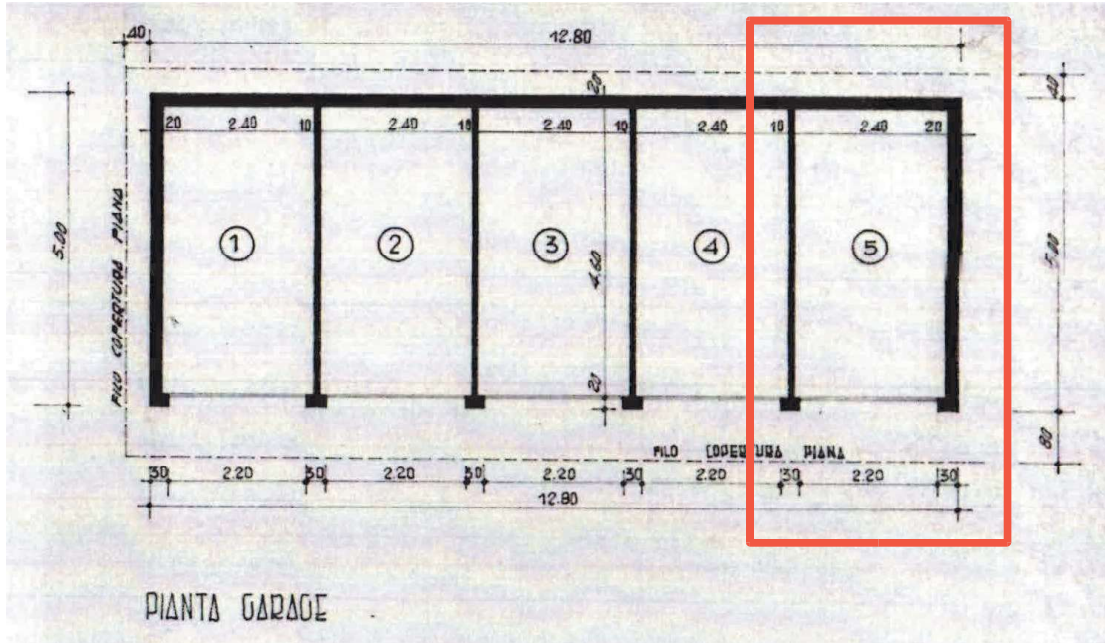 40 12.80
20 40
20 2.40 10 2.40 10 2.40 10 2.40 10 2.40 20
5.00 FILO COPERTURA PIANA 1 2 3 4.60 4 5 5.00
20
FILO COPERTURA PIANA 80
30 2.20 30 2.20 30 2.20 30 2.20 30 2.20 30
12.80
PIANTA GARAGE